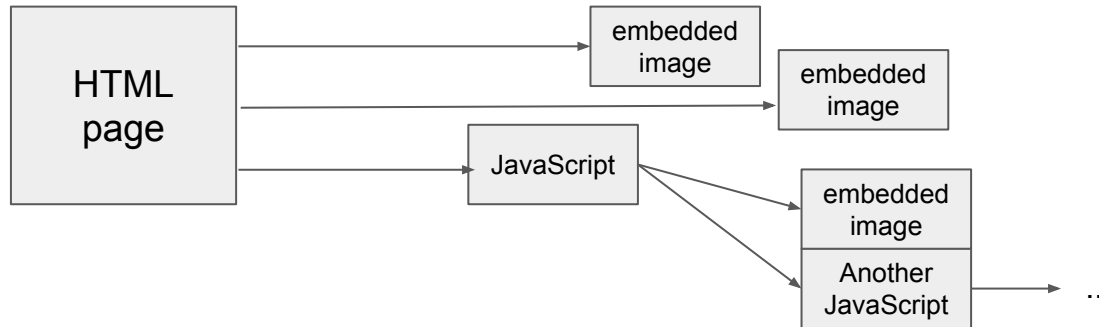 HTML
page
embedded
image
embedded
image
JavaScript
embedded
image
Another
JavaScript
..